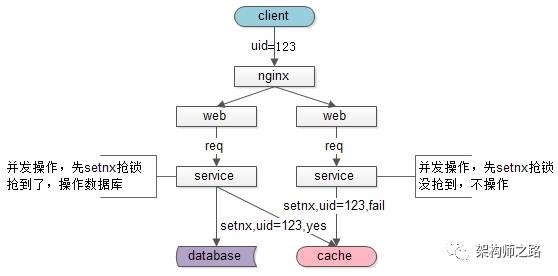 client
uid=123
nginx
web
web
req
req
并发操作，先setnx抢锁
抢到了，操作数据库
service
service
并发操作，先setnx抢锁
没抢到，不操作
setnx,uid=123,fail
setnx,uid=123,yes
database
cache
架构师之路